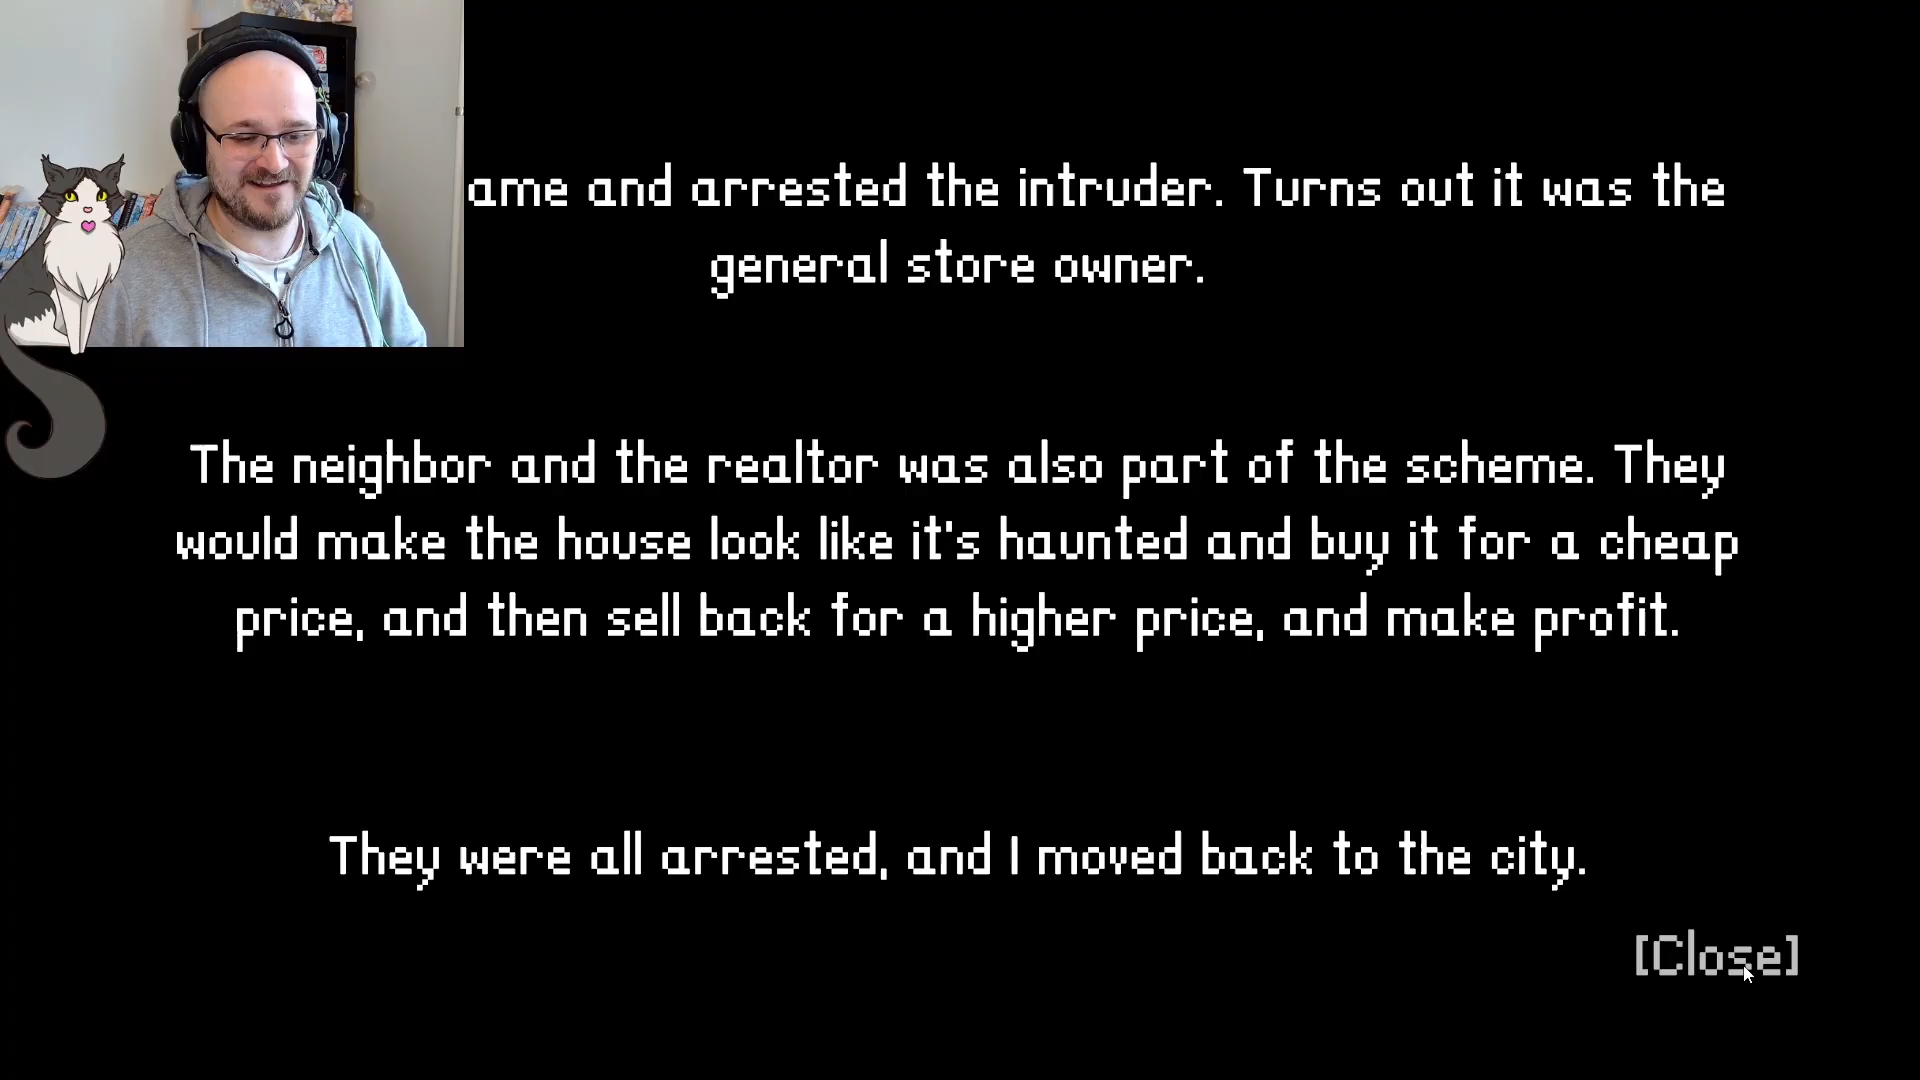 ame and arrested the intruder. Turns out it was the
general store owner.
The neighbor and the realtor was also part of the scheme. They
would make the house look like it's haunted and buy it for a cheap
price, and then sell back for a higher price, and make profit.
They were all arrested, and I moved back to the city.
[Close]